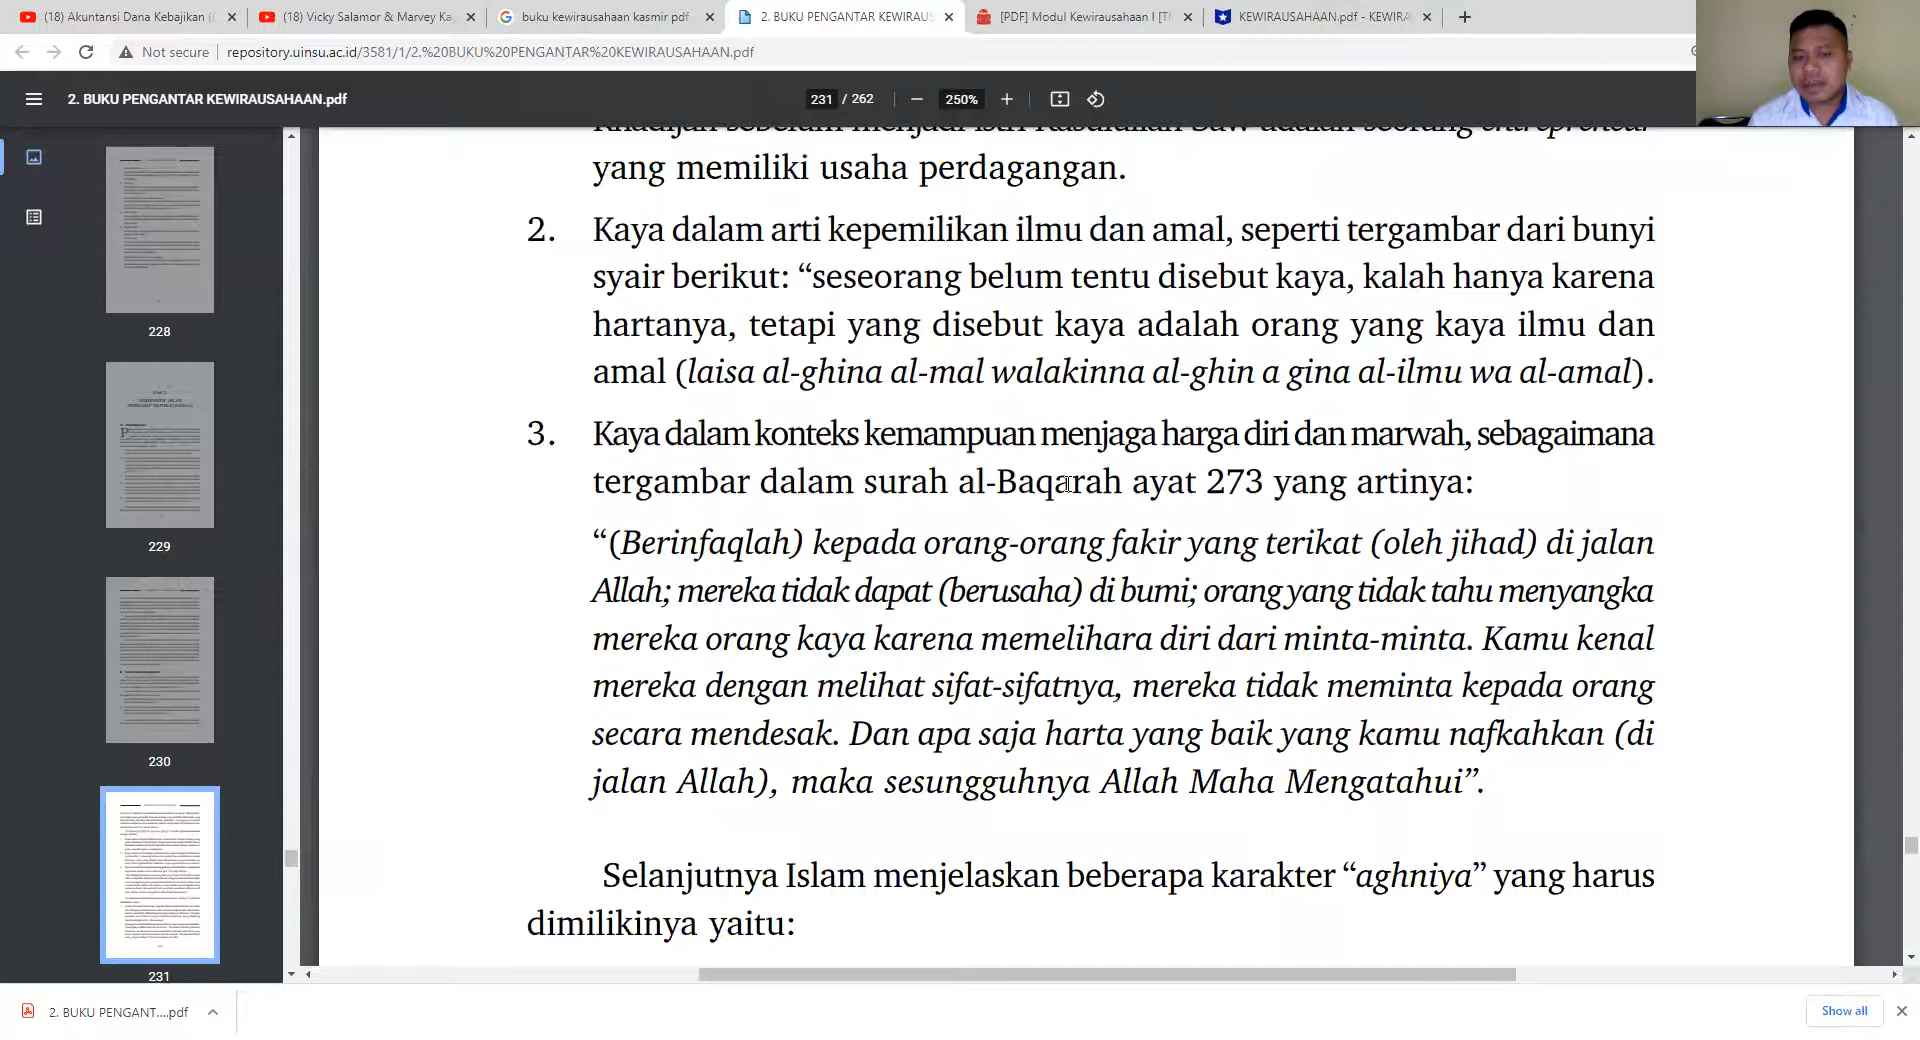 (18) Akuntansi Dana Kebajikan (
(18) Vicky Salamor & Marvey Ka
buku kewirausahaan kasmir pdf
2. BUKU PENGANTAR KEWIRAUS
[PDF] Modul Kewirausahaan I [TM
KEWIRAUSAHAAN.pdf - KEWIRA
Not secure
repository.uinsu.ac.id/3581/1/2.%20BUKU%20PENGANTAR%20KEWIRAUSAHAAN.pdf
2. BUKU PENGANTAR KEWIRAUSAHAAN.pdf
231 / 262
250%
228
229
230
231
Khadijah sebelum menjadi istri Rasulullah Saw adalah seorang entrepreneur
yang memiliki usaha perdagangan.
2. Kaya dalam arti kepemilikan ilmu dan amal, seperti tergambar dari bunyi
syair berikut: “seseorang belum tentu disebut kaya, kalah hanya karena
hartanya, tetapi yang disebut kaya adalah orang yang kaya ilmu dan
amal (laisa al-ghina al-mal walakinna al-ghin a gina al-ilmu wa al-amal).
3. Kaya dalam konteks kemampuan menjaga harga diri dan marwah, sebagaimana
tergambar dalam surah al-Baqarah ayat 273 yang artinya:
“(Berinfaqlah) kepada orang-orang fakir yang terikat (oleh jihad) di jalan
Allah; mereka tidak dapat (berusaha) di bumi; orang yang tidak tahu menyangka
mereka orang kaya karena memelihara diri dari minta-minta. Kamu kenal
mereka dengan melihat sifat-sifatnya, mereka tidak meminta kepada orang
secara mendesak. Dan apa saja harta yang baik yang kamu nafkahkan (di
jalan Allah), maka sesungguhnya Allah Maha Mengatahui”.
Selanjutnya Islam menjelaskan beberapa karakter “aghniya” yang harus
dimilikinya yaitu:
2. BUKU PENGANT....pdf
Show all